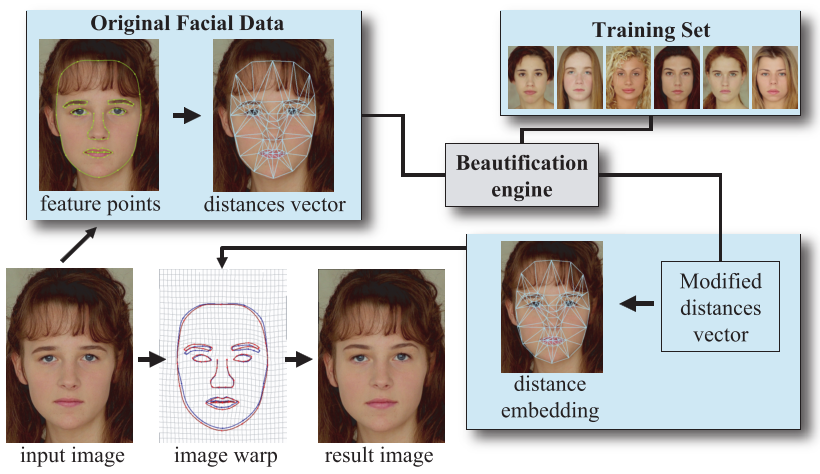 Original Facial Data
feature points
distances vector
Training Set
Beautification
engine
Modified
distances
vector
distance
embedding
input image
image warp
result image